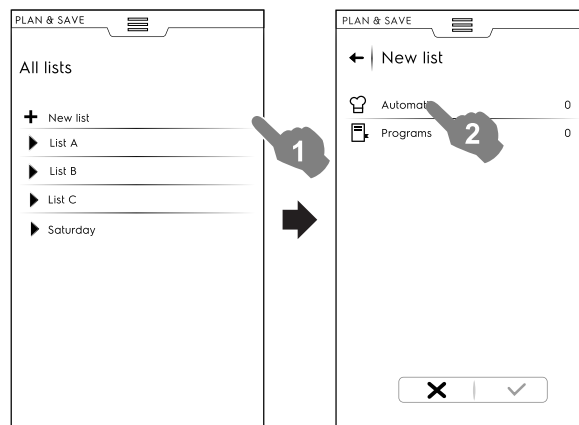 PLAN & SAVE
All lists
New list
List A
List B
List C
Saturday
1
PLAN & SAVE
New list
Automat 0
Programs 0
2